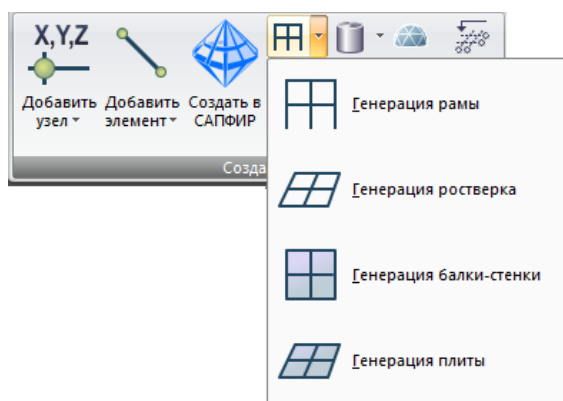 X,Y,Z
Добавить узел
Добавить элемент
Создать в САПФИР
Созда
Генерация рамы
Генерация ростверка
Генерация балки-стенки
Генерация плиты